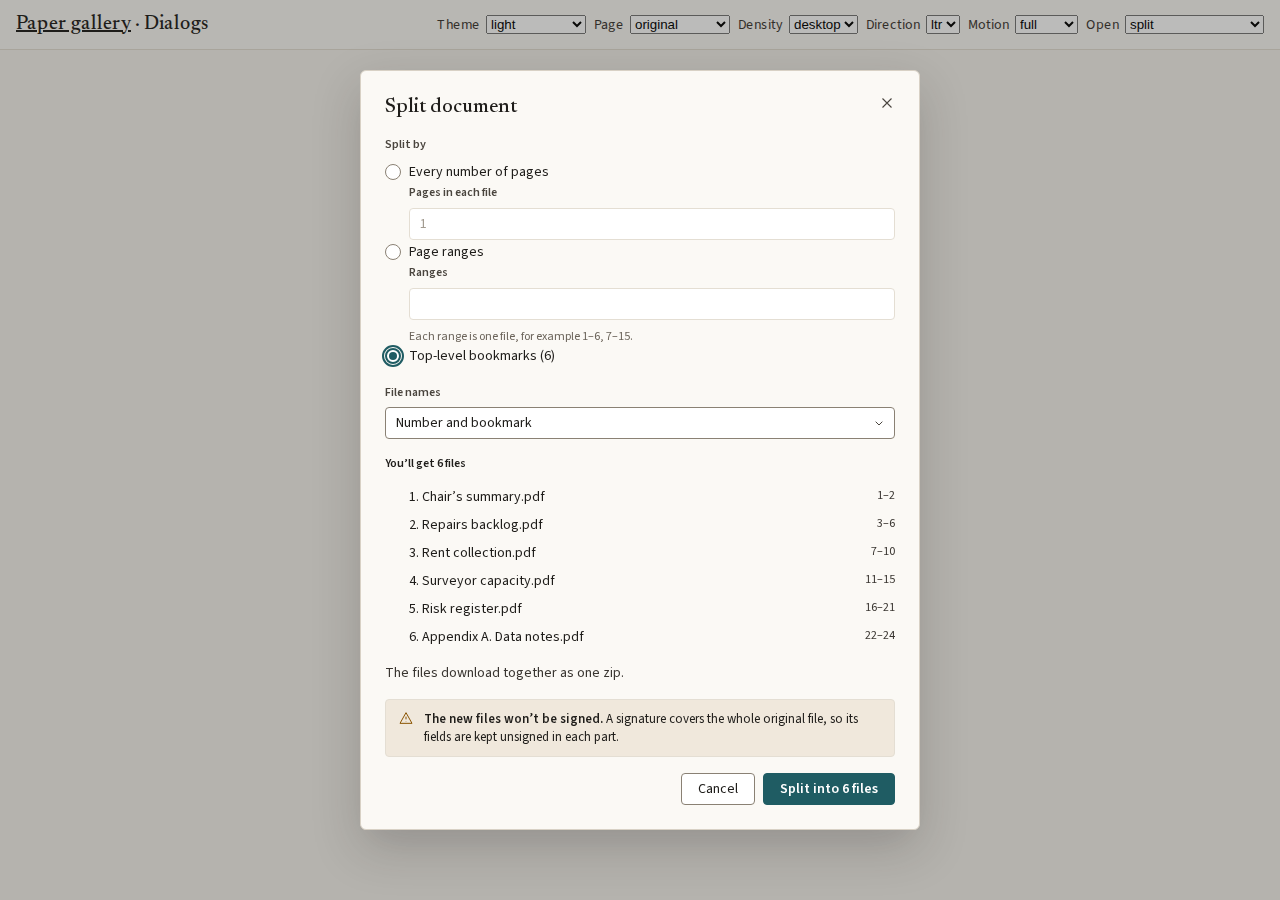 Paper gallery · Dialogs
Theme light Page original Density desktop Direction ltr Motion full Open split
Split document
Split by
Every number of pages
Pages in each file
1
Page ranges
Ranges
Each range is one file, for example 1–6, 7–15.
Top-level bookmarks (6)
File names
Number and bookmark
You’ll get 6 files
1. Chair’s summary.pdf 1–2
2. Repairs backlog.pdf 3–6
3. Rent collection.pdf 7–10
4. Surveyor capacity.pdf 11–15
5. Risk register.pdf 16–21
6. Appendix A. Data notes.pdf 22–24
The files download together as one zip.
The new files won’t be signed. A signature covers the whole original file, so its
fields are kept unsigned in each part.
Cancel Split into 6 files